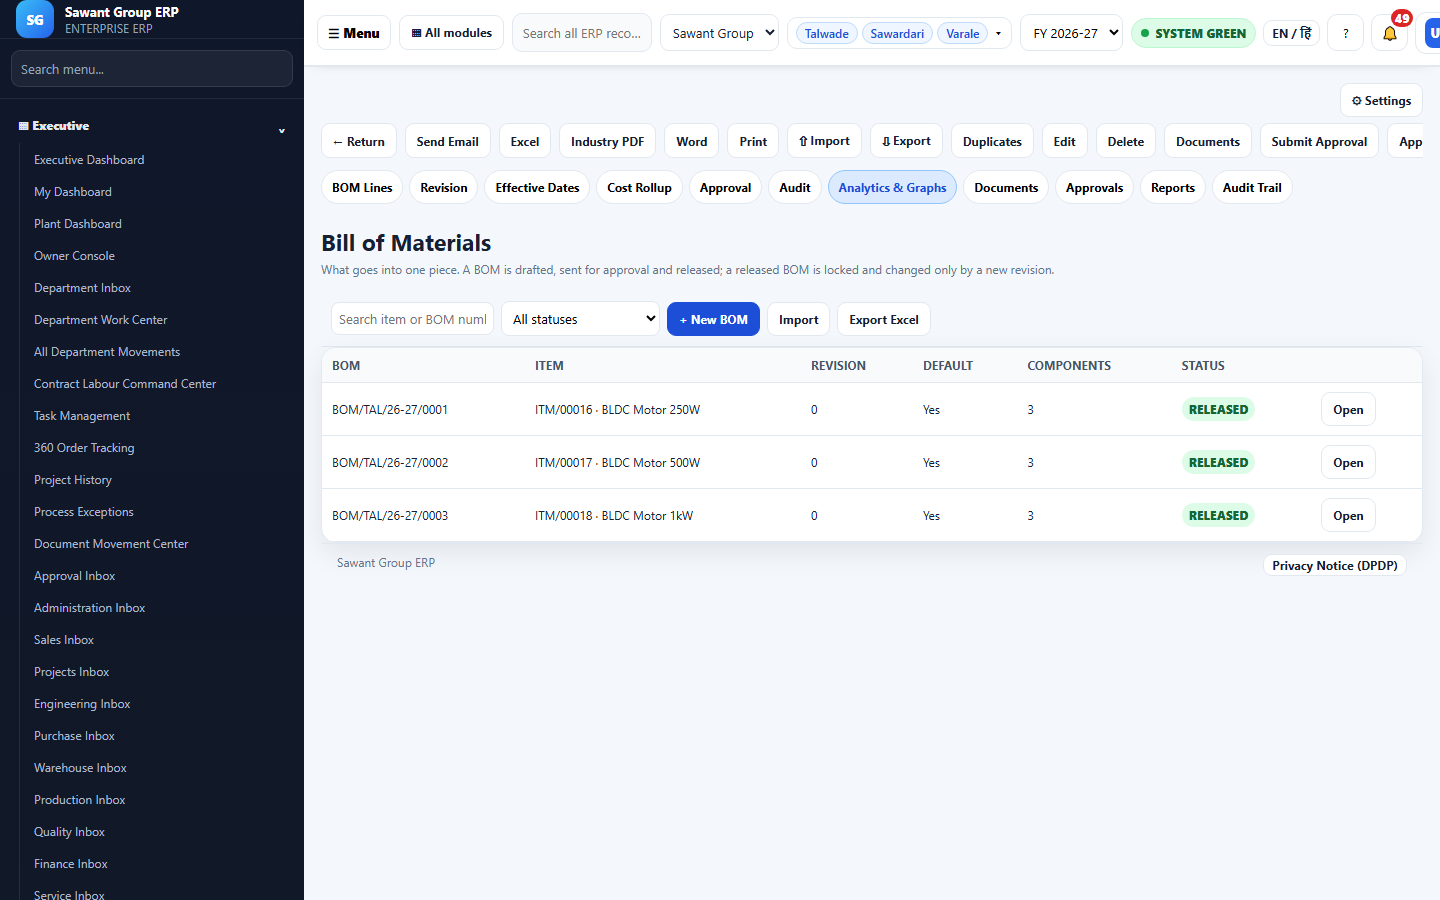 SG
Sawant Group ERP
ENTERPRISE ERP
Search menu...
Executive
Executive Dashboard
My Dashboard
Plant Dashboard
Owner Console
Department Inbox
Department Work Center
All Department Movements
Contract Labour Command Center
Task Management
360 Order Tracking
Project History
Process Exceptions
Document Movement Center
Approval Inbox
Administration Inbox
Sales Inbox
Projects Inbox
Engineering Inbox
Purchase Inbox
Warehouse Inbox
Production Inbox
Quality Inbox
Finance Inbox
Service Inbox
☰ Menu
All modules
Search all ERP reco...
Sawant Group
Talwade Sawardari Varale
FY 2026-27
SYSTEM GREEN
EN / हिं
?
49
U
⚙ Settings
← Return Send Email Excel Industry PDF Word Print ⇧ Import ⇩ Export Duplicates Edit Delete Documents Submit Approval App
BOM Lines Revision Effective Dates Cost Rollup Approval Audit Analytics & Graphs Documents Approvals Reports Audit Trail
Bill of Materials
What goes into one piece. A BOM is drafted, sent for approval and released; a released BOM is locked and changed only by a new revision.
Search item or BOM numl All statuses + New BOM Import Export Excel
BOM ITEM REVISION DEFAULT COMPONENTS STATUS
BOM/TAL/26-27/0001 ITM/00016 · BLDC Motor 250W 0 Yes 3 RELEASED Open
BOM/TAL/26-27/0002 ITM/00017 · BLDC Motor 500W 0 Yes 3 RELEASED Open
BOM/TAL/26-27/0003 ITM/00018 · BLDC Motor 1kW 0 Yes 3 RELEASED Open
Sawant Group ERP Privacy Notice (DPDP)